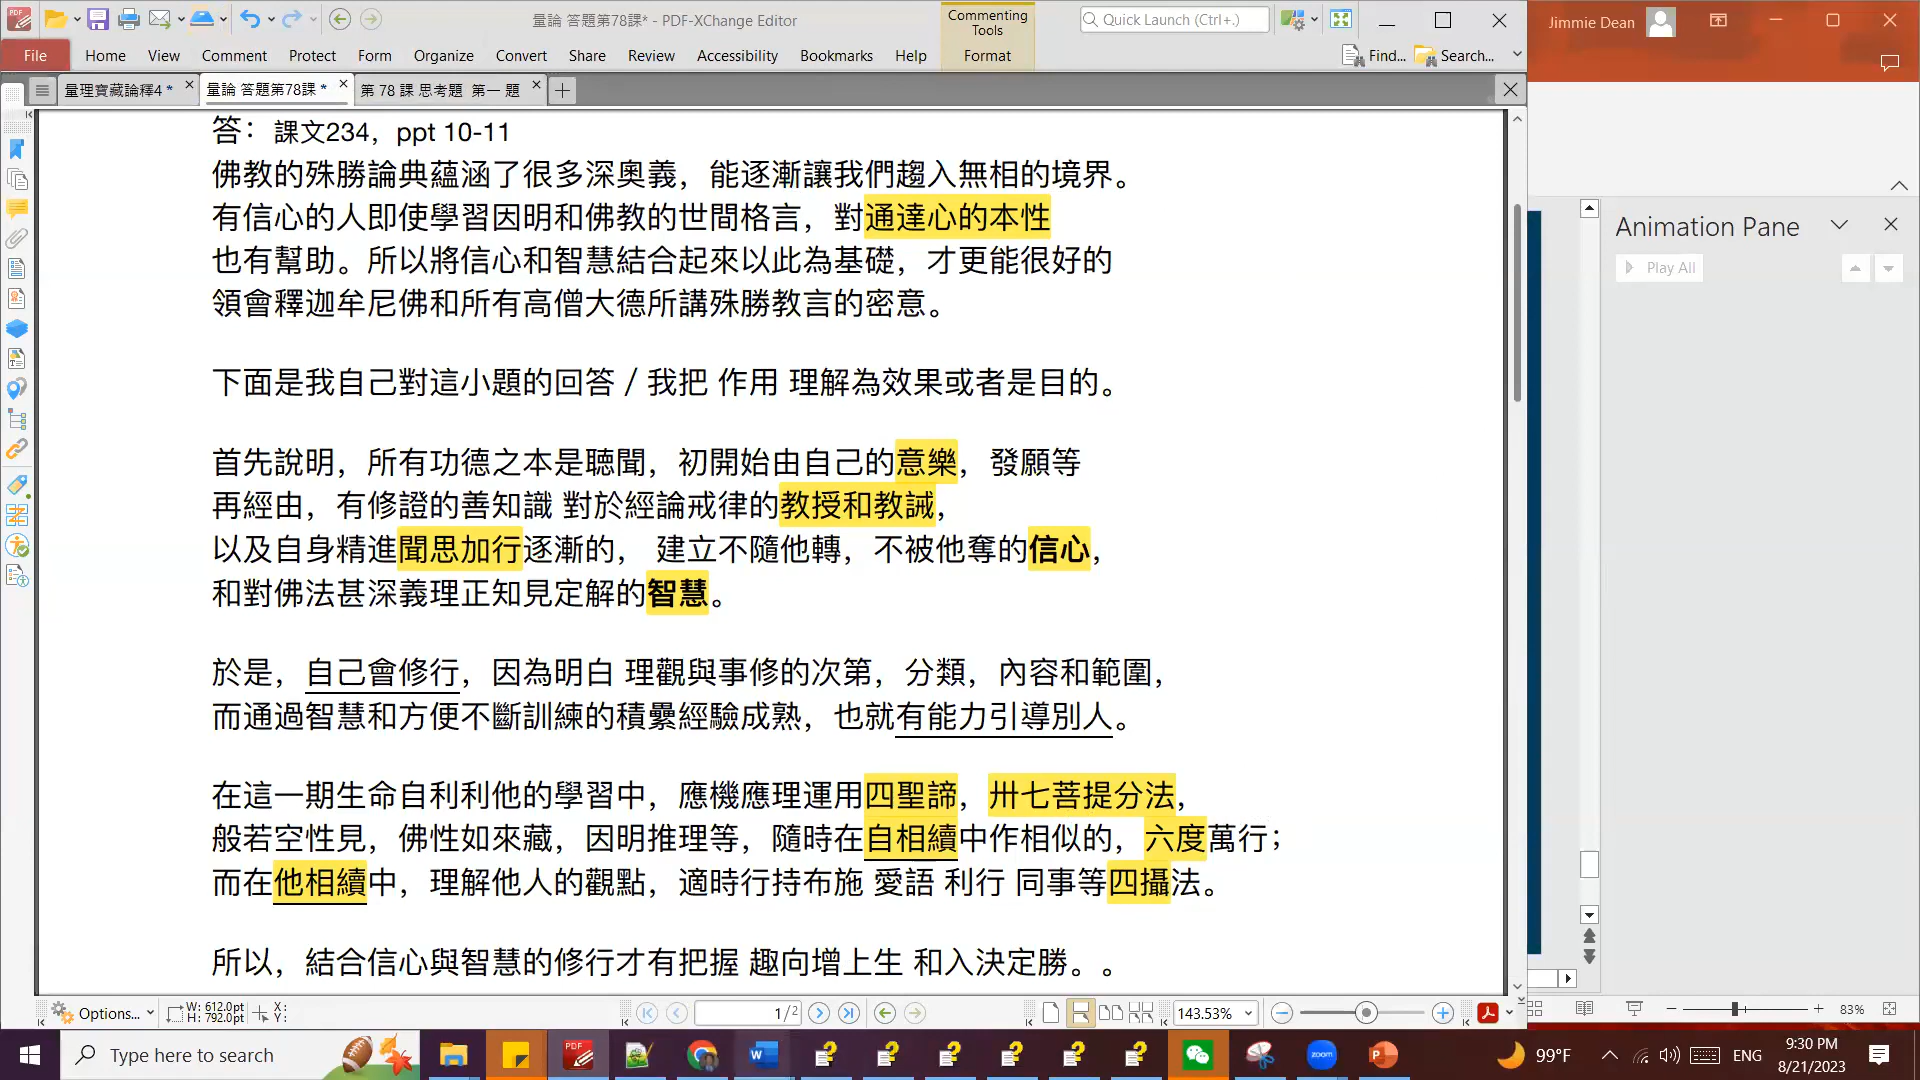 量論 答題第78課* - PDF-XChange Editor
Commenting Tools
Quick Launch (Ctrl+.)
Jimmie Dean
File Home View Comment Protect Form Organize Convert Share Review Accessibility Bookmarks Help Format Find... Search...
量理寶藏論釋4 * 量論 答題第78課 * 第 78 課 思考題 第一 題
答：課文234，ppt 10-11
佛教的殊勝論典蘊涵了很多深奧義，能逐漸讓我們趨入無相的境界。
有信心的人即使學習因明和佛教的世間格言，對通達心的本性
也有幫助。所以將信心和智慧結合起來以此為基礎，才更能很好的
領會釋迦牟尼佛和所有高僧大德所講殊勝教言的密意。
下面是我自己對這小題的回答 / 我把 作用 理解為效果或者是目的。
首先說明，所有功德之本是聽聞，初開始由自己的意樂，發願等
再經由，有修證的善知識 對於經論戒律的教授和教誡，
以及自身精進聞思加行逐漸的， 建立不隨他轉，不被他奪的信心，
和對佛法甚深義理正知見定解的智慧。
於是，自己會修行，因為明白 理觀與事修的次第，分類，內容和範圍，
而通過智慧和方便不斷訓練的積纍經驗成熟，也就有能力引導別人。
在這一期生命自利利他的學習中，應機應理運用四聖諦，卅七菩提分法，
般若空性見，佛性如來藏，因明推理等，隨時在自相續中作相似的，六度萬行；
而在他相續中，理解他人的觀點，適時行持布施 愛語 利行 同事等四攝法。
所以，結合信心與智慧的修行才有把握 趣向增上生 和入決定勝。。
Animation Pane
Play All
Options... W: 612.0pt H: 792.0pt X: Y: 1 / 2 143.53% 83%
Type here to search
99°F ENG 9:30 PM
8/21/2023